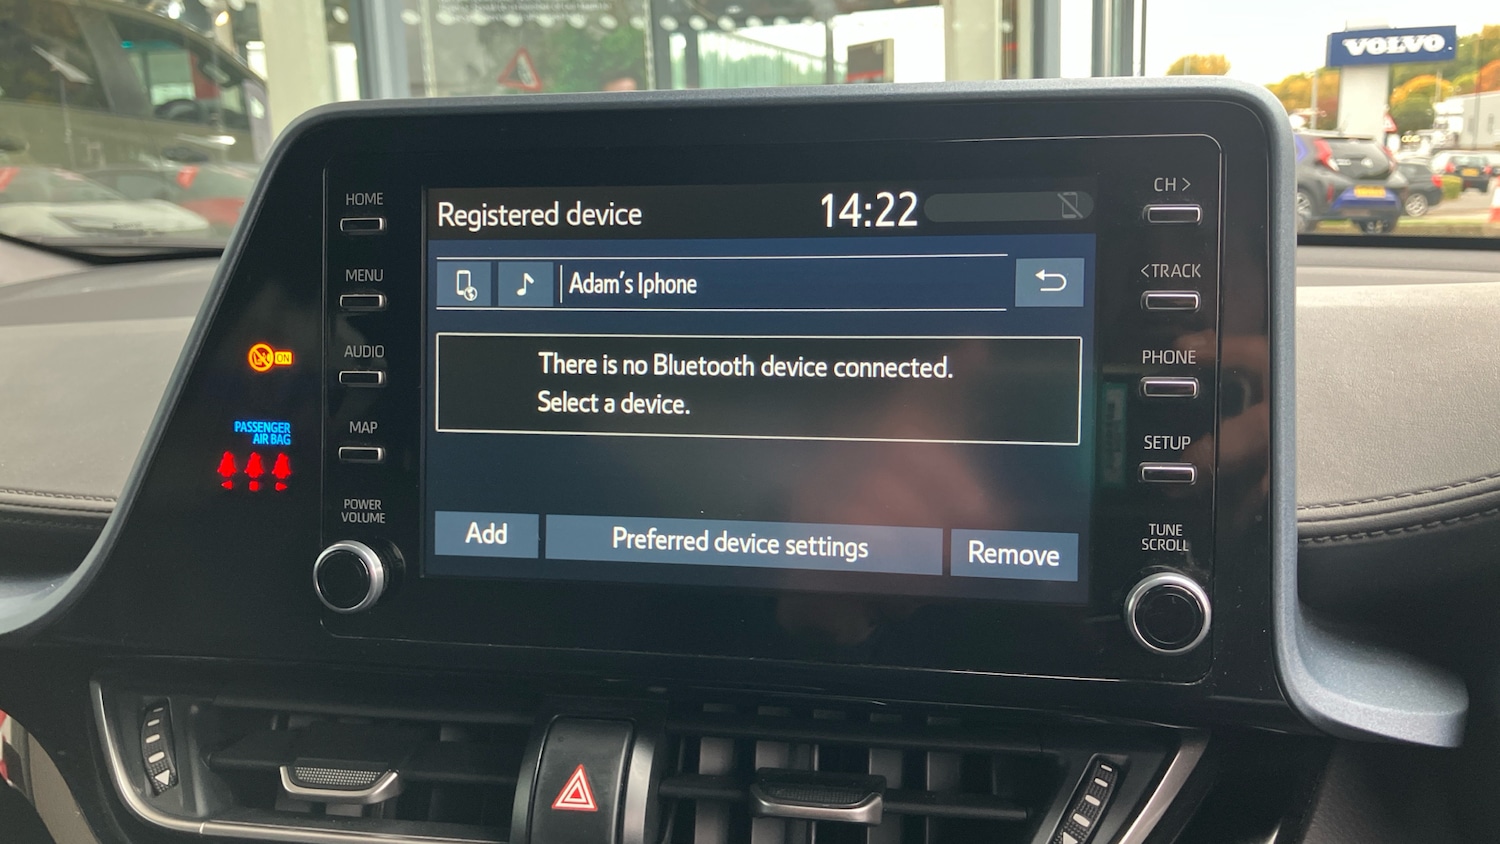 VOLVO
HOME
MENU
AUDIO
MAP
POWER
VOLUME
ON
PASSENGER
AIR BAG
Registered device
14:22
Adam's Iphone
There is no Bluetooth device connected.
Select a device.
Add
Preferred device settings
Remove
CH >
<TRACK
PHONE
SETUP
TUNE
SCROLL